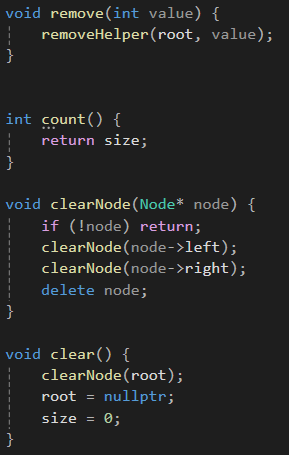 void remove(int value) {
    removeHelper(root, value);
}
int count() {
    return size;
}
void clearNode(Node* node) {
    if (!node) return;
    clearNode(node->left);
    clearNode(node->right);
    delete node;
}
void clear() {
    clearNode(root);
    root = nullptr;
    size = 0;
}